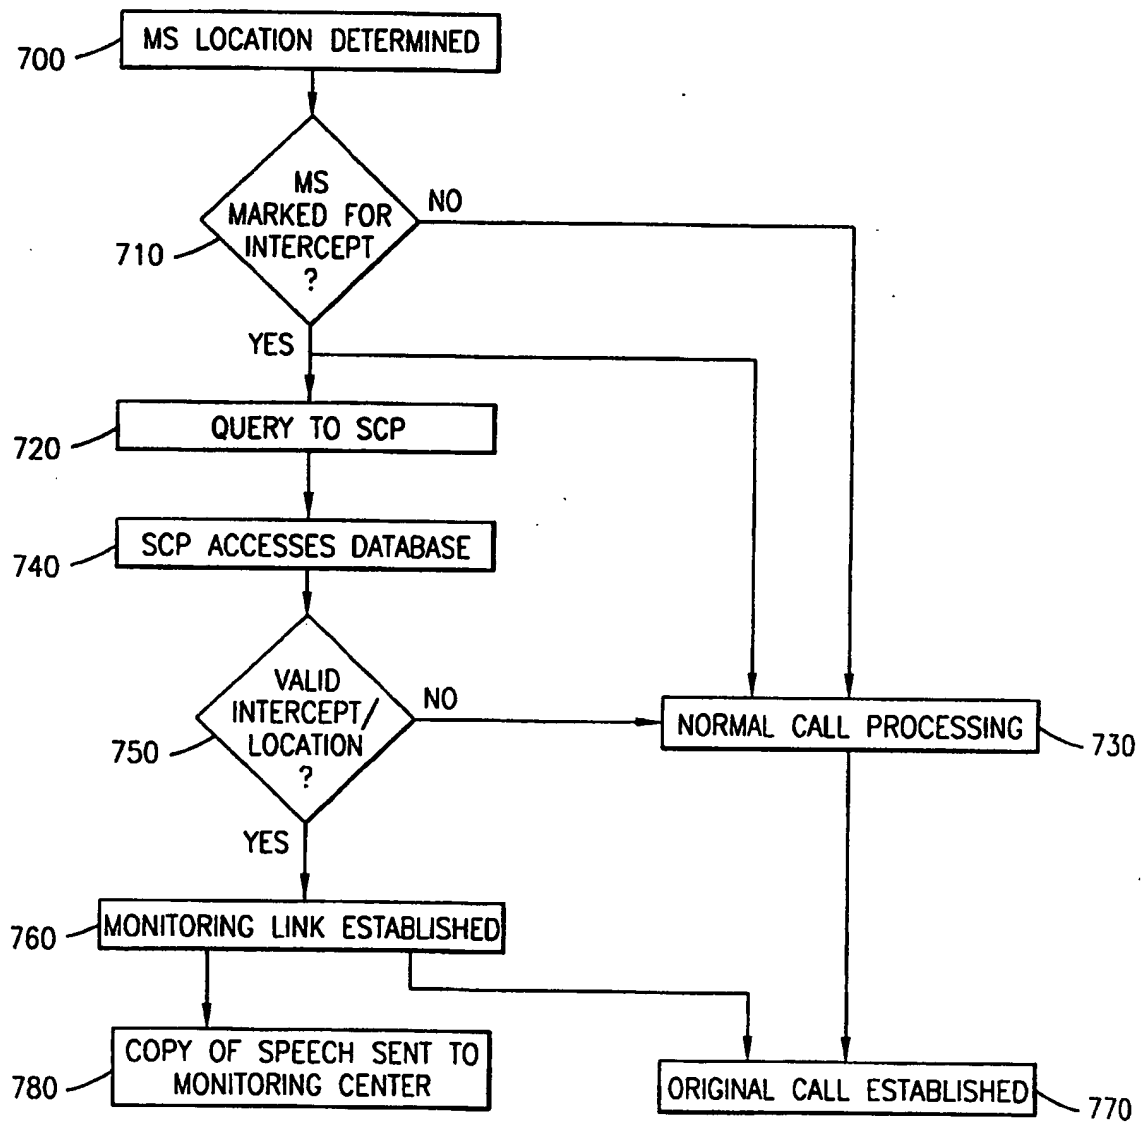 MS LOCATION DETERMINED
700
MS
MARKED FOR
INTERCEPT
?
710
NO
YES
QUERY TO SCP
720
SCP ACCESSES DATABASE
740
VALID
INTERCEPT/
LOCATION
?
750
NO
NORMAL CALL PROCESSING
730
YES
MONITORING LINK ESTABLISHED
760
COPY OF SPEECH SENT TO
MONITORING CENTER
780
ORIGINAL CALL ESTABLISHED
770